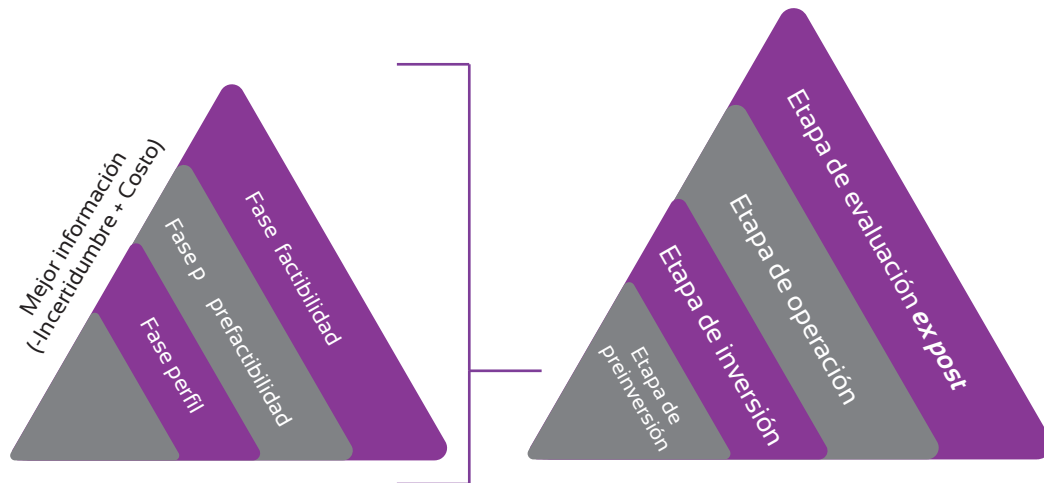 Mejor información
(-Incertidumbre + Costo)
Fase perfil
Fase p prefactibilidad
Fase factibilidad
Etapa de
preinversión
Etapa de inversión
Etapa de operación
Etapa de evaluación ex post